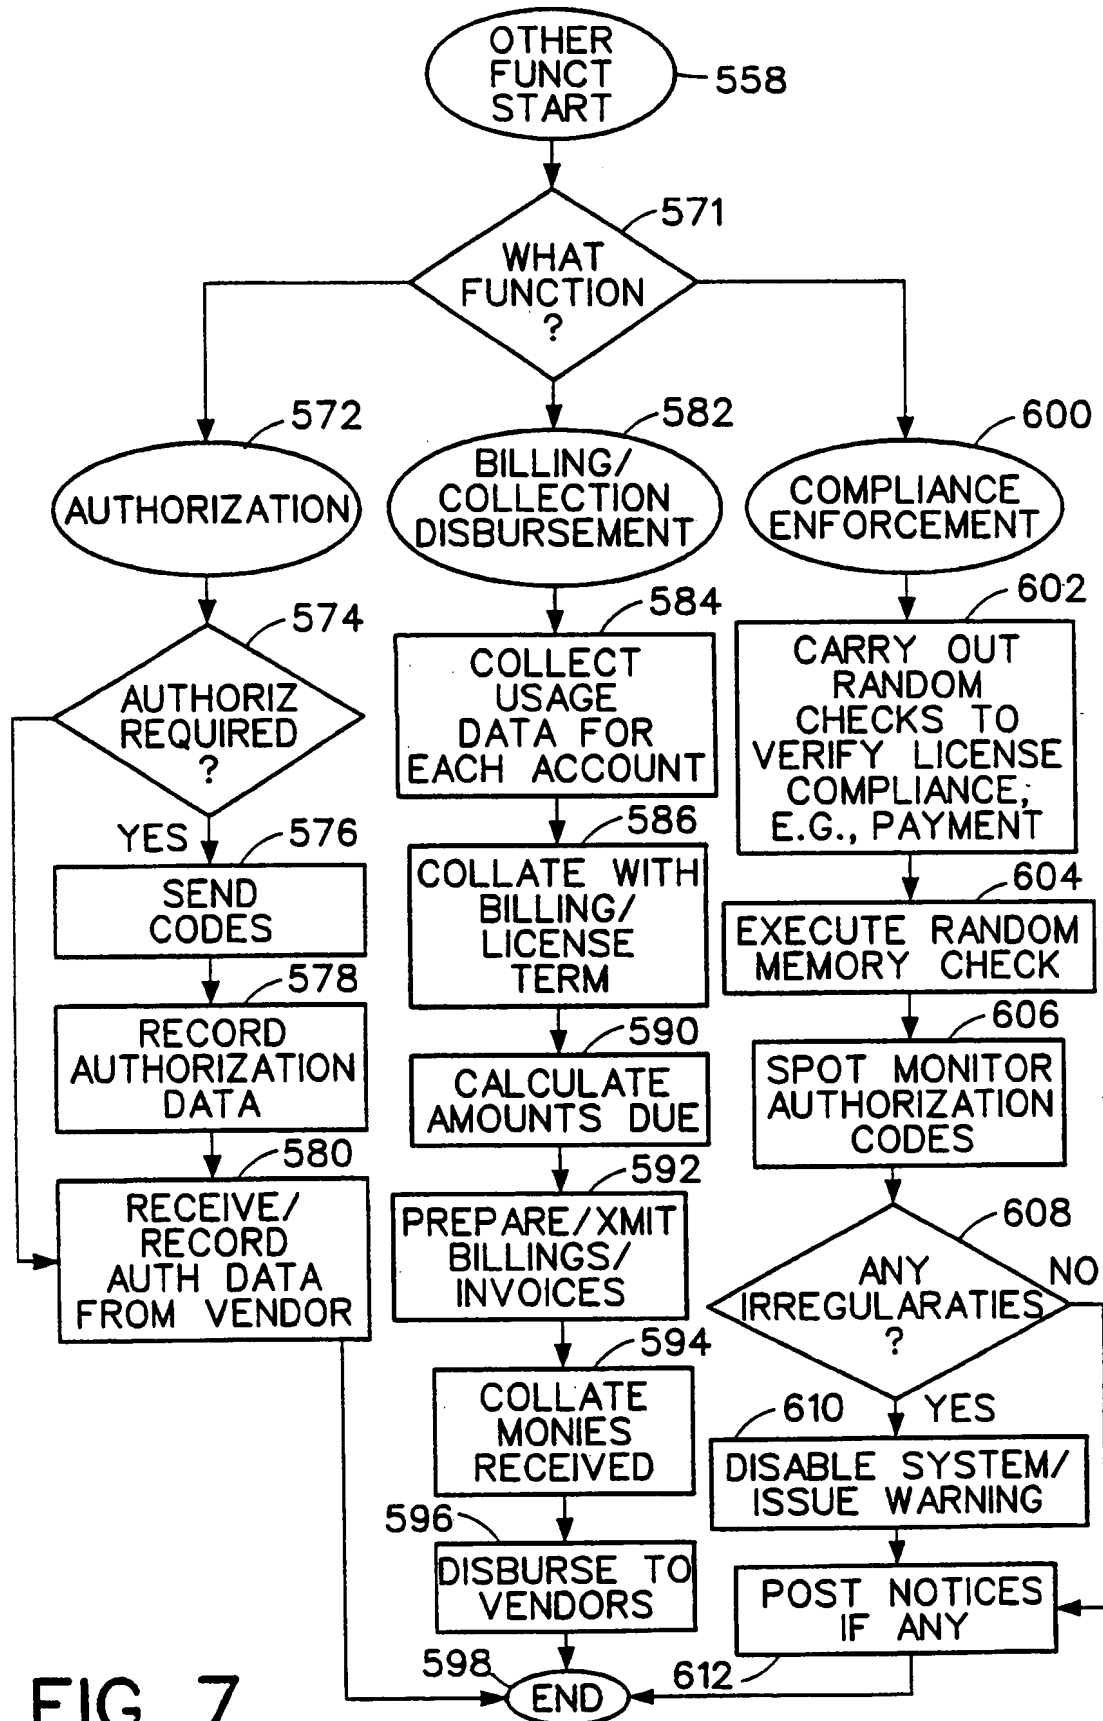 OTHER
FUNCT
START
558
571
WHAT
FUNCTION
?
572
AUTHORIZATION
574
AUTHORIZ
REQUIRED
?
YES
576
SEND
CODES
578
RECORD
AUTHORIZATION
DATA
580
RECEIVE/
RECORD
AUTH DATA
FROM VENDOR
582
BILLING/
COLLECTION
DISBURSEMENT
584
COLLECT
USAGE
DATA FOR
EACH ACCOUNT
586
COLLATE WITH
BILLING/
LICENSE
TERM
590
CALCULATE
AMOUNTS DUE
592
PREPARE/XMIT
BILLINGS/
INVOICES
594
COLLATE
MONIES
RECEIVED
596
DISBURSE TO
VENDORS
598
END
600
COMPLIANCE
ENFORCEMENT
602
CARRY OUT
RANDOM
CHECKS TO
VERIFY LICENSE
COMPLIANCE,
E.G., PAYMENT
604
EXECUTE RANDOM
MEMORY CHECK
606
SPOT MONITOR
AUTHORIZATION
CODES
608
ANY
IRREGULARATIES
?
NO
YES
610
DISABLE SYSTEM/
ISSUE WARNING
POST NOTICES
IF ANY
612
FIG 7